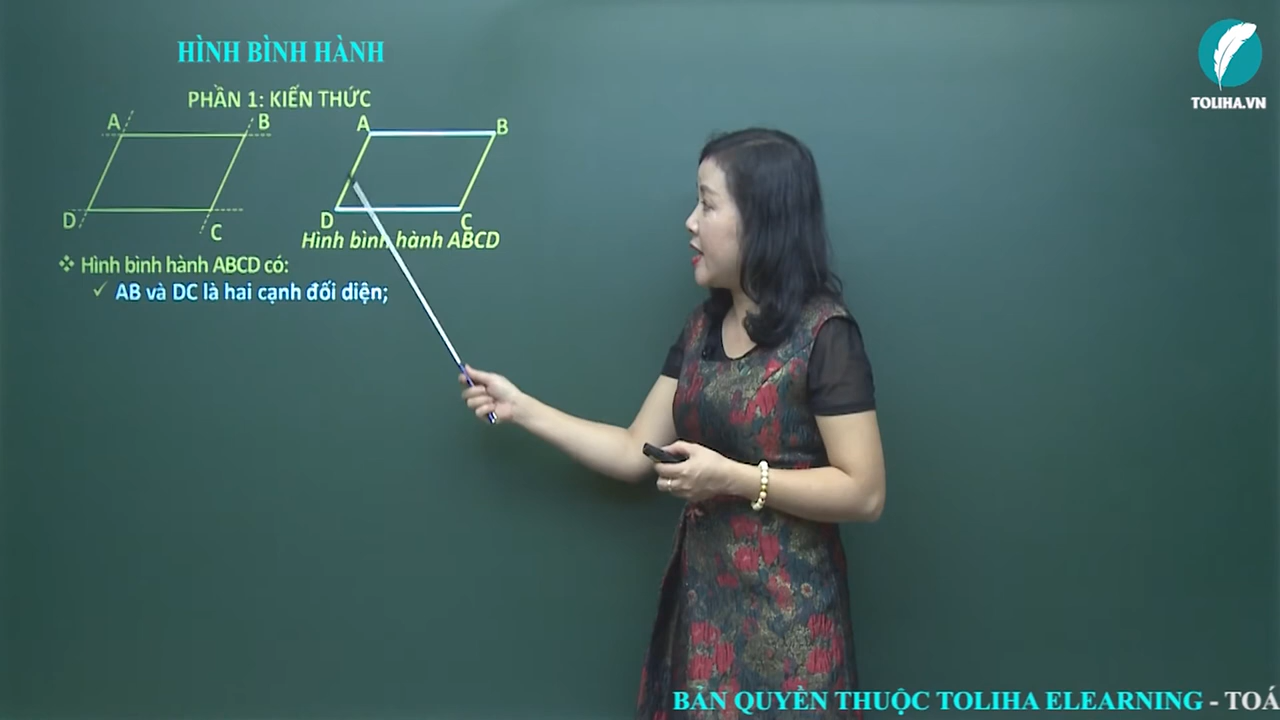 HÌNH BÌNH HÀNH
PHẦN 1: KIẾN THỨC
A B
D C
A B
D C
Hình bình hành ABCD
❖ Hình bình hành ABCD có:
✓ AB và DC là hai cạnh đối diện;
TOLIHA.VN
BẢN QUYỀN THUỘC TOLIHA ELEARNING - TOÁ